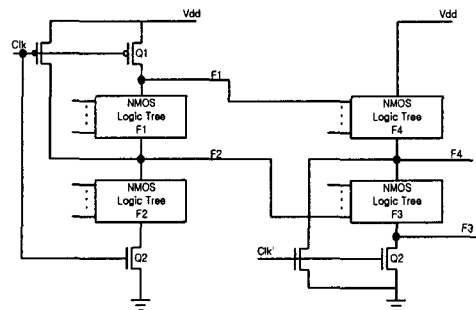 Vdd
Clk
Q1
F1
NMOS
Logic Tree
F1
F2
NMOS
Logic Tree
F2
Q2
Vdd
NMOS
Logic Tree
F4
F4
NMOS
Logic Tree
F3
F3
Clk'
Q2